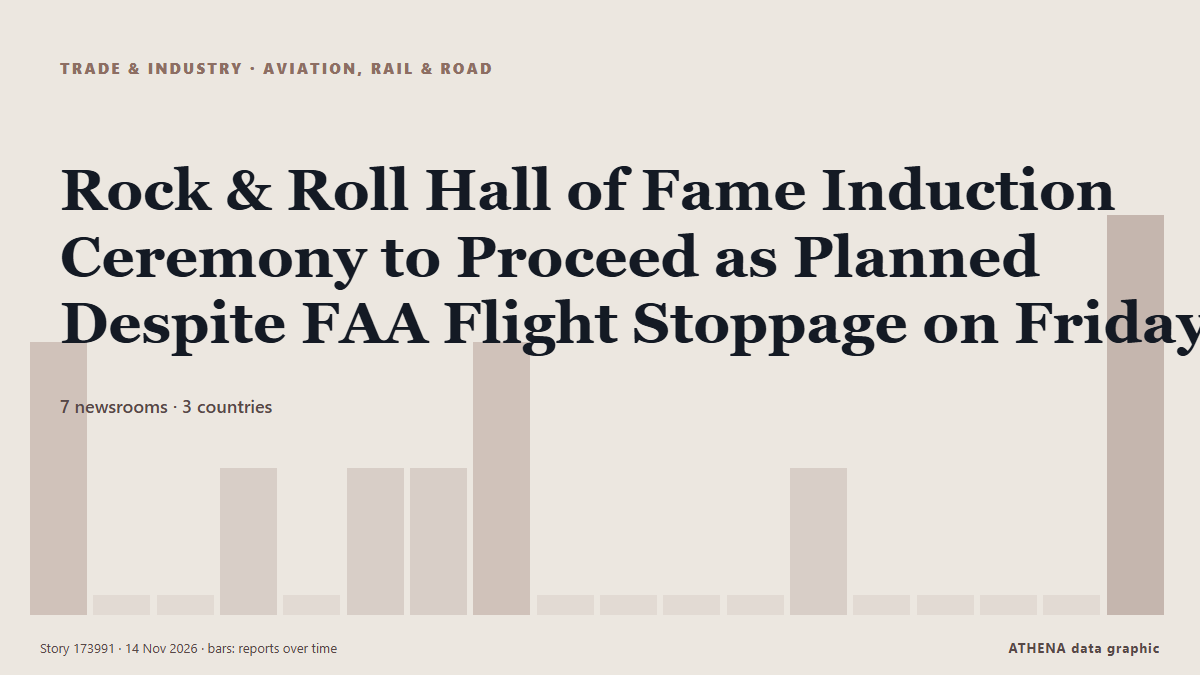 TRADE & INDUSTRY · AVIATION, RAIL & ROAD
Rock & Roll Hall of Fame Induction
Ceremony to Proceed as Planned
Despite FAA Flight Stoppage on Friday
7 newsrooms · 3 countries
Story 173991 · 14 Nov 2026 · bars: reports over time
ATHENA data graphic